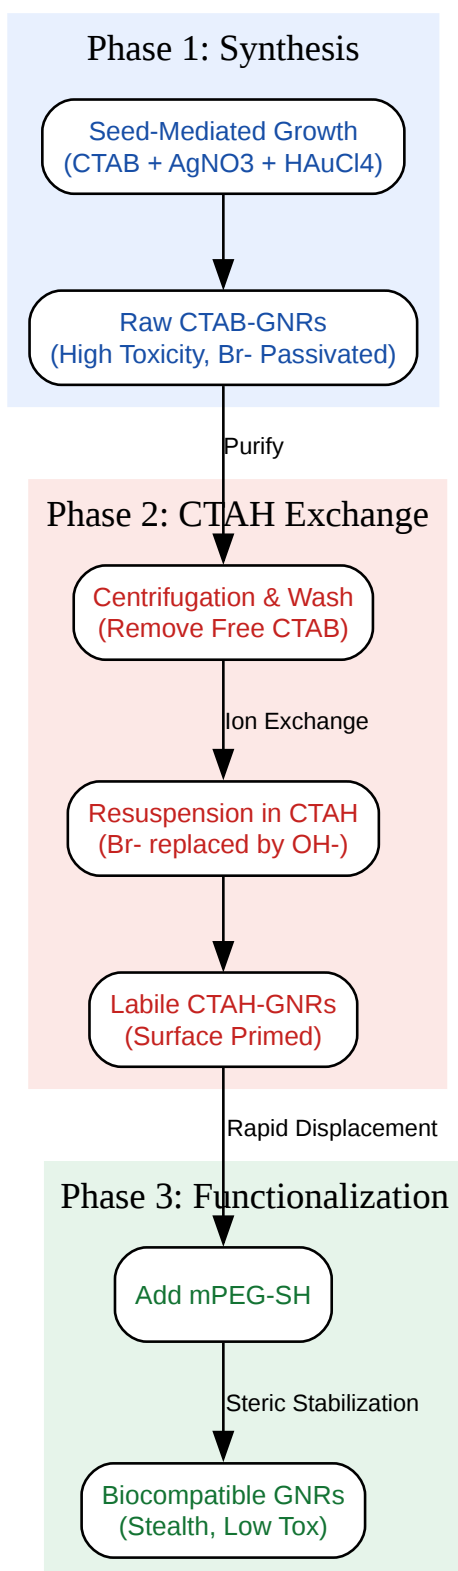 Phase 1: Synthesis
Seed-Mediated Growth
(CTAB + AgNO3 + HAuCl4)
Raw CTAB-GNRs
(High Toxicity, Br- Passivated)
Purify
Phase 2: CTAH Exchange
Centrifugation & Wash
(Remove Free CTAB)
Ion Exchange
Resuspension in CTAH
(Br- replaced by OH-)
Labile CTAH-GNRs
(Surface Primed)
Rapid Displacement
Phase 3: Functionalization
Add mPEG-SH
Steric Stabilization
Biocompatible GNRs
(Stealth, Low Tox)